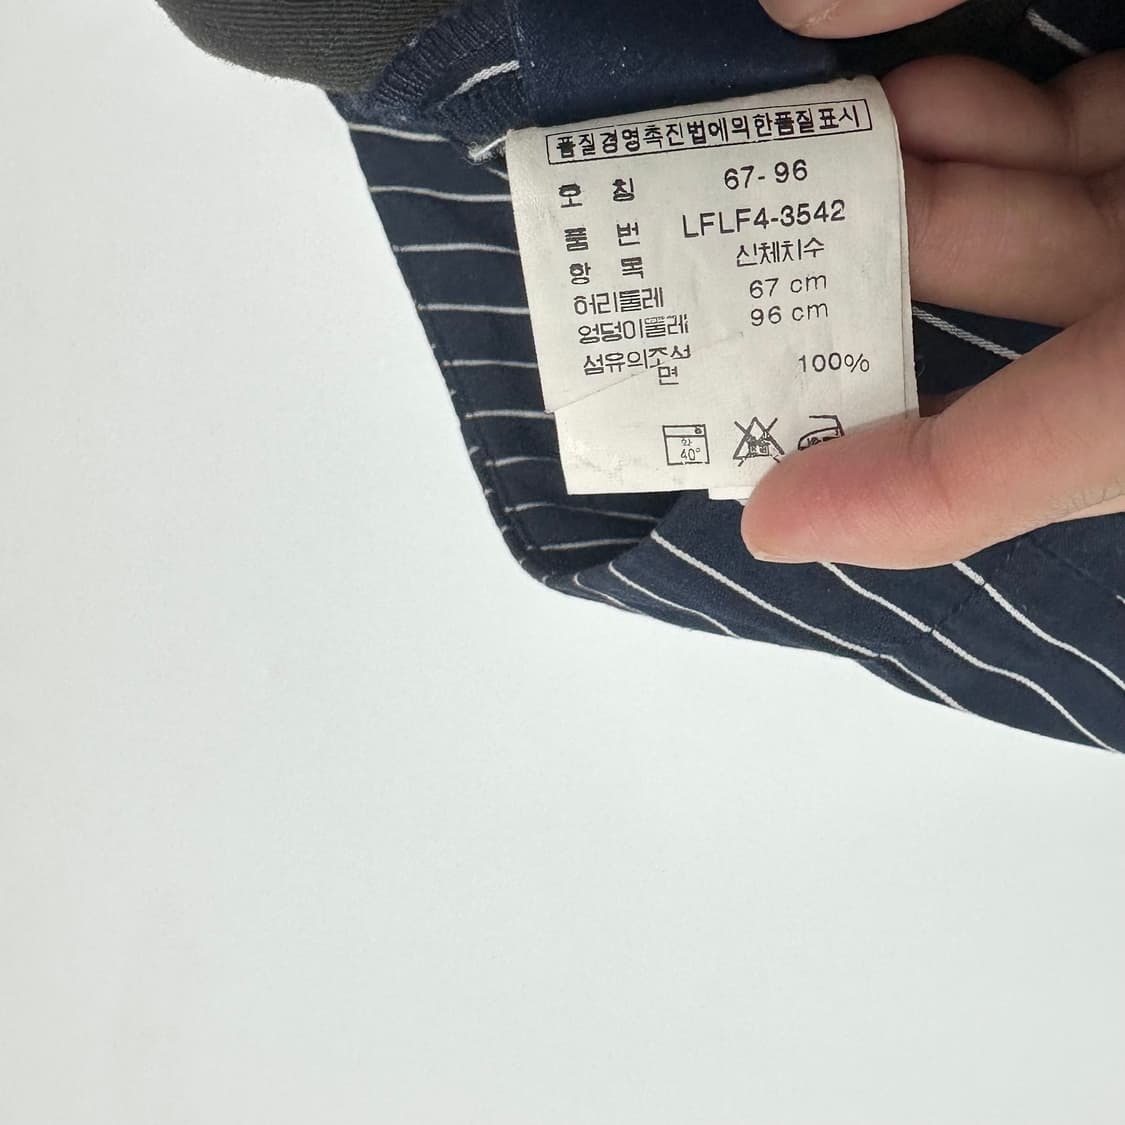 품질경영촉진법에의한품질표시
호 칭 67-96
품 번 LFLF4-3542
항 목 신체치수
허리둘레 67 cm
엉덩이둘레 96 cm
섬유의조성
면 100%
약
40°